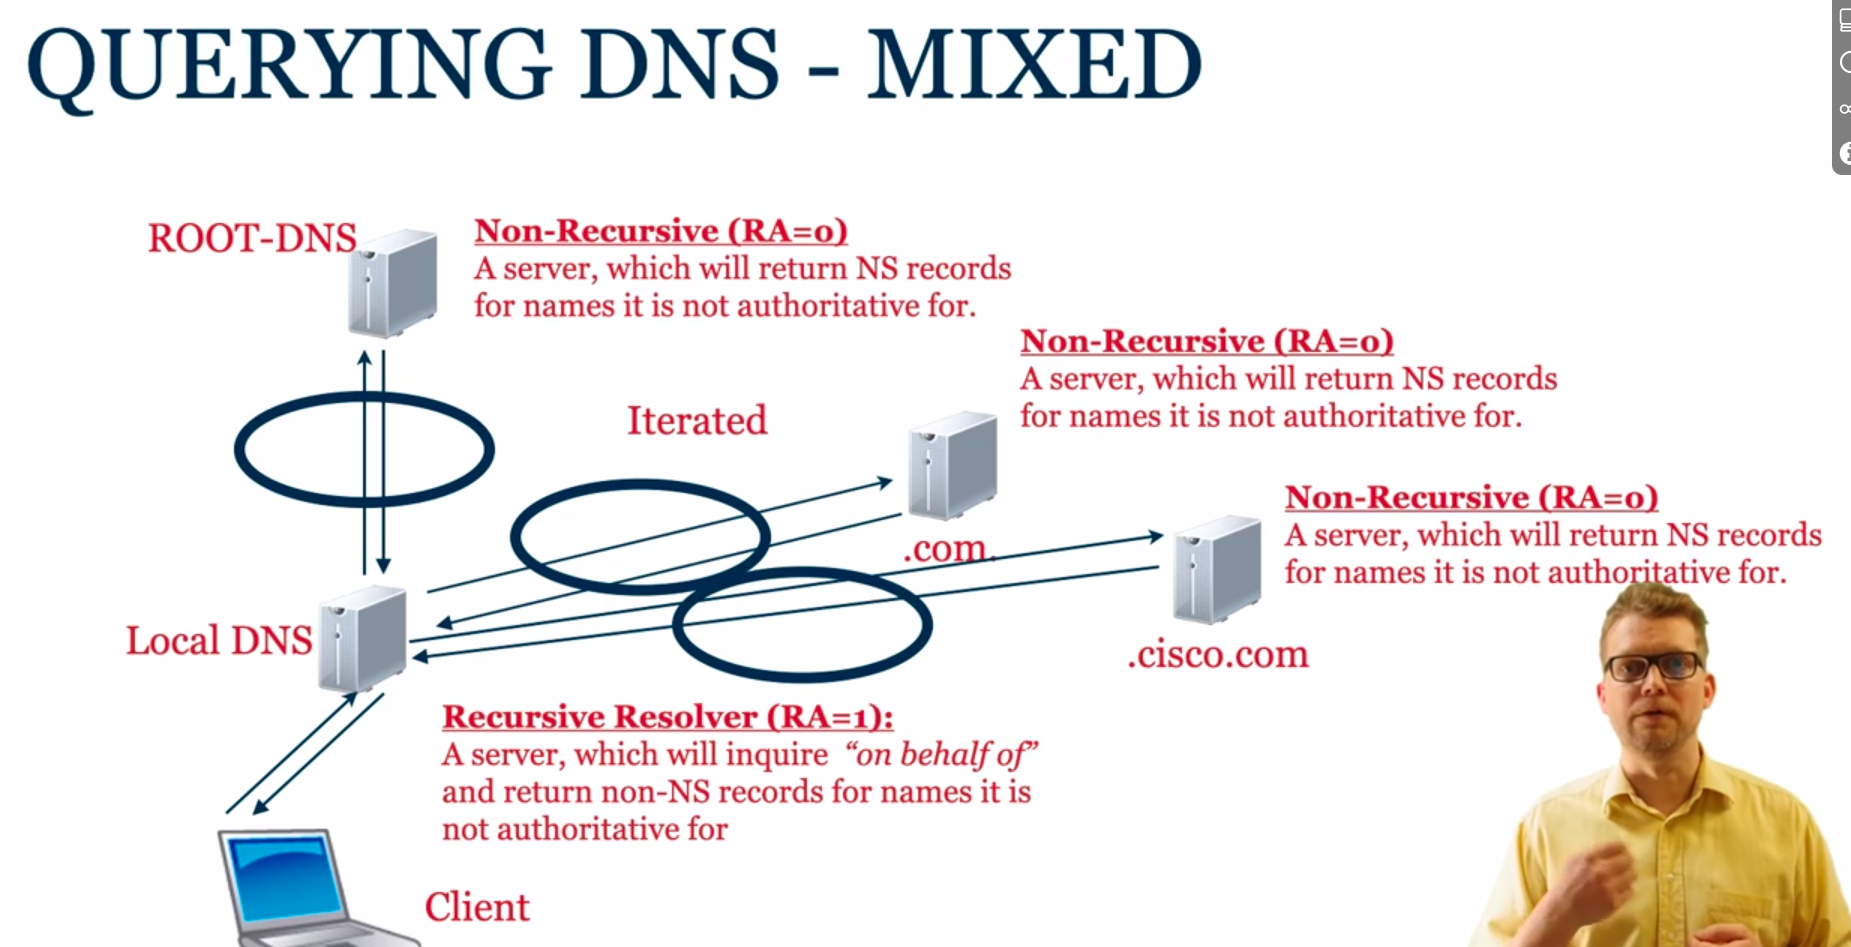 QUERYING DNS - MIXED
ROOT-DNS
Non-Recursive (RA=0)
A server, which will return NS records
for names it is not authoritative for.
Non-Recursive (RA=0)
A server, which will return NS records
for names it is not authoritative for.
Iterated
Non-Recursive (RA=0)
A server, which will return NS records
for names it is not authoritative for.
.com.
Local DNS
.cisco.com
Recursive Resolver (RA=1):
A server, which will inquire “on behalf of”
and return non-NS records for names it is
not authoritative for
Client